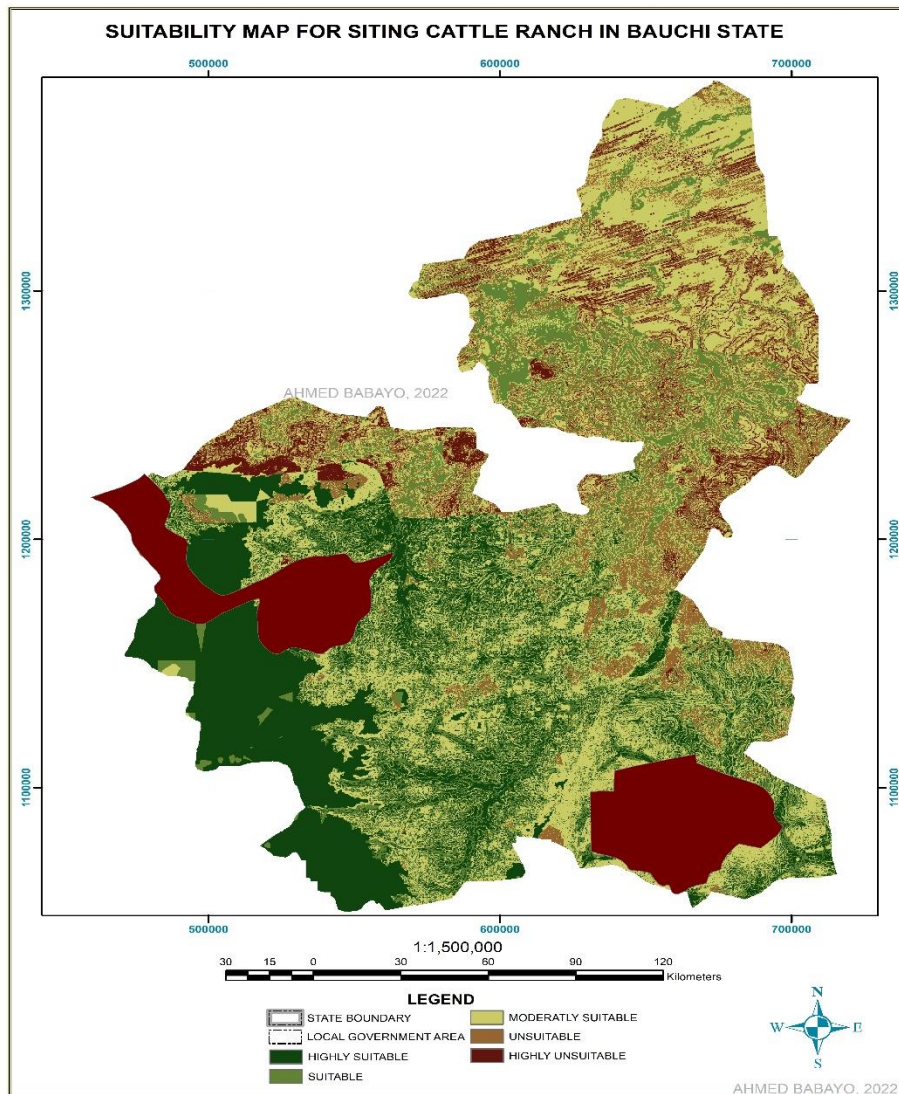 SUITABILITY MAP FOR SITING CATTLE RANCH IN BAUCHI STATE
500000 600000 700000
1300000 1300000
AHMED BABAYO, 2022
1200000 1200000
1100000 1100000
500000 600000 700000
1:1,500,000
30 15 0 30 60 90 120
Kilometers
LEGEND
STATE BOUNDARY
LOCAL GOVERNMENT AREA
HIGHLY SUITABLE
SUITABLE
MODERATLY SUITABLE
UNSUITABLE
HIGHLY UNSUITABLE
N
W E
S
AHMED BABAYO, 2022